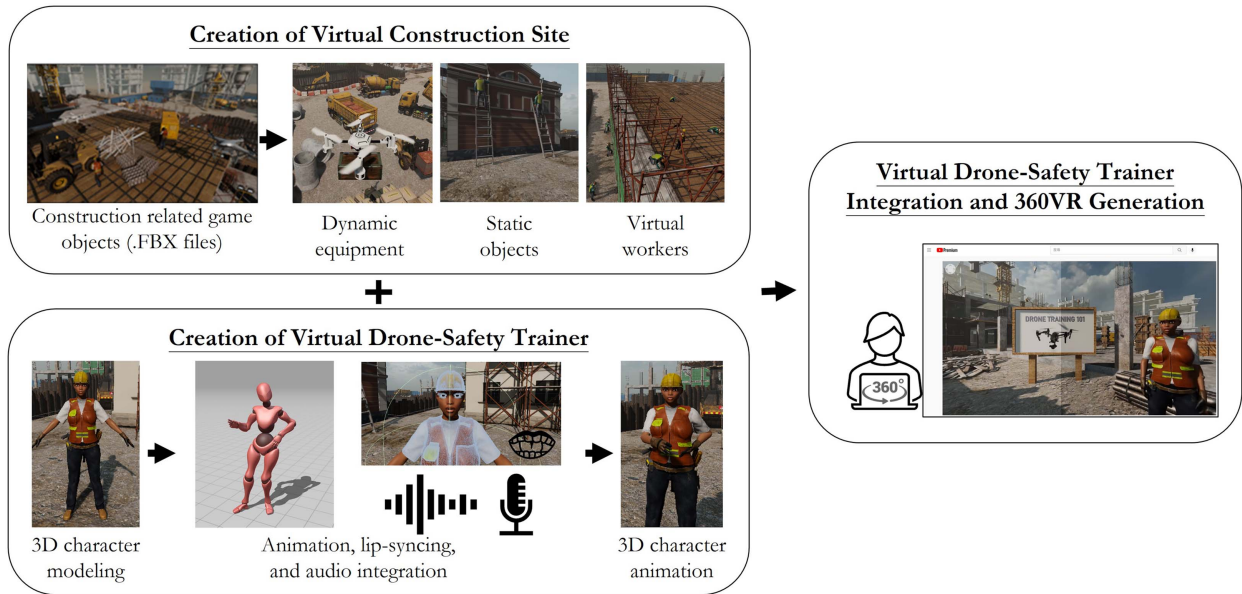 Creation of Virtual Construction Site
Construction related game
objects (.FBX files)
Dynamic
equipment
Static
objects
Virtual
workers
+
Creation of Virtual Drone-Safety Trainer
3D character
modeling
Animation, lip-syncing,
and audio integration
3D character
animation
Virtual Drone-Safety Trainer
Integration and 360VR Generation
Premium
DRONE TRAINING 101
360°